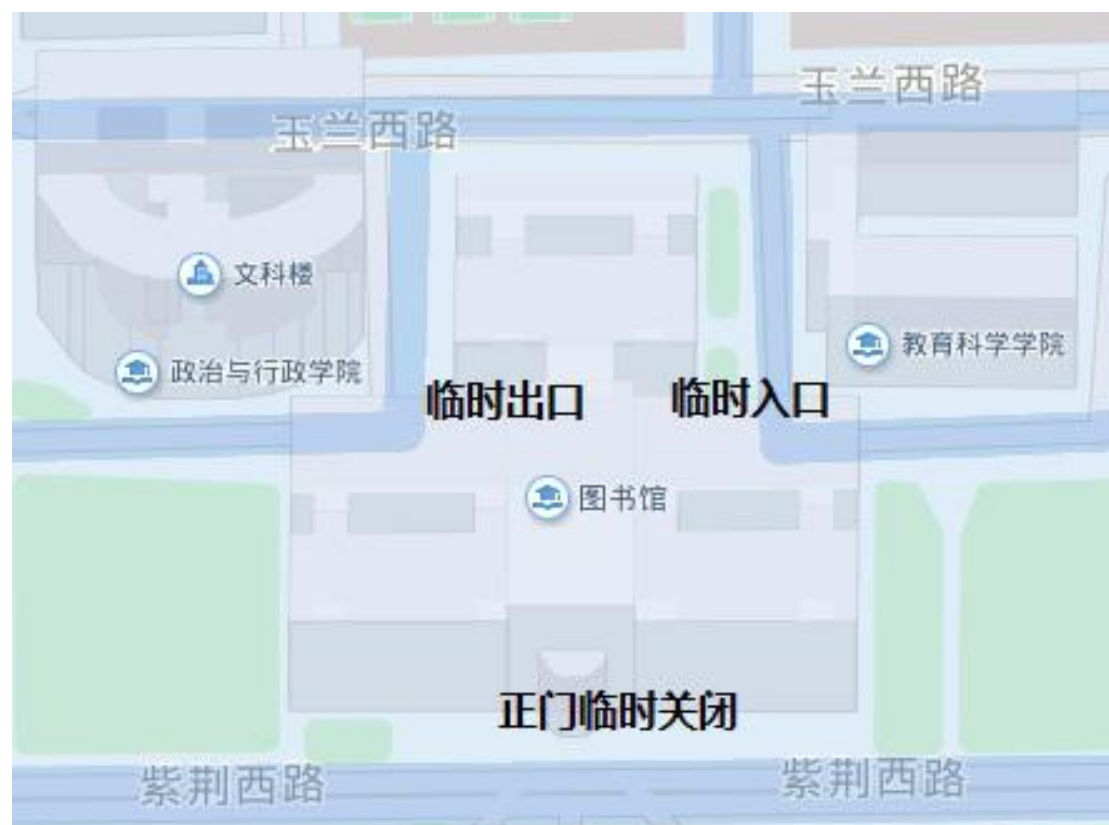 玉兰西路
玉兰西路
文科楼
政治与行政学院
教育科学学院
临时出口
临时入口
图书馆
正门临时关闭
紫荆西路
紫荆西路